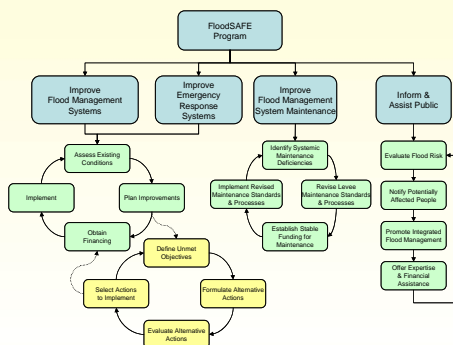 FloodSAFE
Program
Improve
Flood Management
Systems
Improve
Emergency
Response
Systems
Improve
Flood Management
System Maintenance
Inform &
Assist Public
Assess Existing
Conditions
Implement
Plan Improvements
Obtain
Financing
Define Unmet
Objectives
Select Actions
to Implement
Formulate Alternative
Actions
Evaluate Alternative
Actions
Identify Systemic
Maintenance
Deficiencies
Implement Revised
Maintenance Standards
& Processes
Revise Levee
Maintenance Standards
& Processes
Establish Stable
Funding for
Maintenance
Evaluate Flood Risk
Notify Potentially
Affected People
Promote Integrated
Flood Management
Offer Expertise
& Financial
Assistance